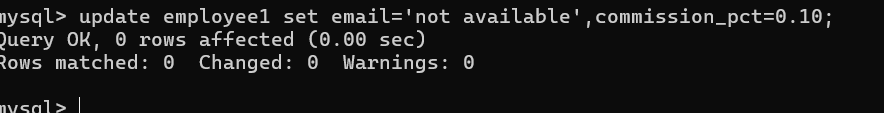 mysql> update employee1 set email='not available',commission_pct=0.10;
Query OK, 0 rows affected (0.00 sec)
Rows matched: 0  Changed: 0  Warnings: 0
mysql>